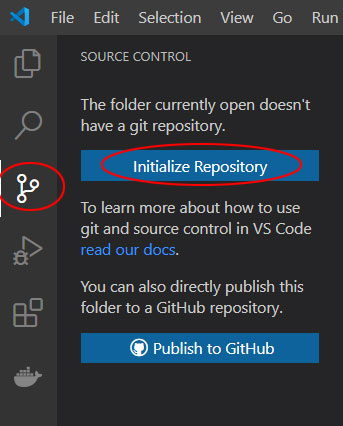 File Edit Selection View Go Run
SOURCE CONTROL
The folder currently open doesn't
have a git repository.
Initialize Repository
To learn more about how to use
git and source control in VS Code
read our docs.
You can also directly publish this
folder to a GitHub repository.
Publish to GitHub